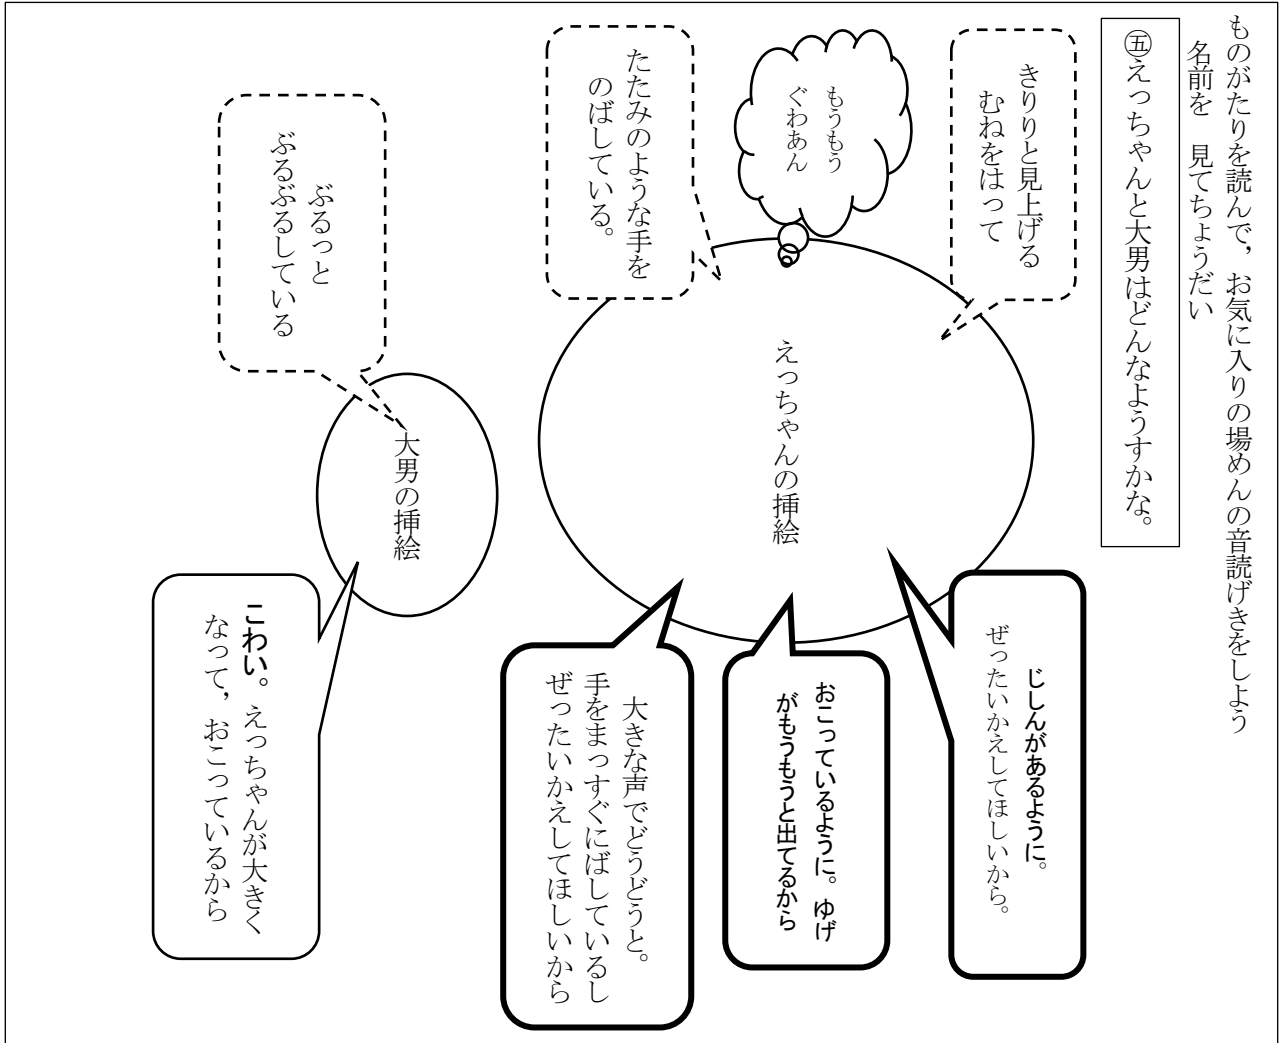 ものがたりを読んで，お気に入りの場めんの音読げきをしよう
名前を　見てちょうだい
㊄えっちゃんと大男はどんなようすかな。
きりりと見上げる
むねをはって
もうもう
ぐわあん
たたみのような手を
のばしている。
えっちゃんの挿絵
じしんがあるように。
ぜったいかえしてほしいから。
おこっているように。ゆげ
がもうもうと出てるから
大きな声でどうどうと。
手をまっすぐにばしているし
ぜったいかえしてほしいから
ぶるっと
ぶるぶるしている
大男の挿絵
こわい。えっちゃんが大きく
なって，おこっているから